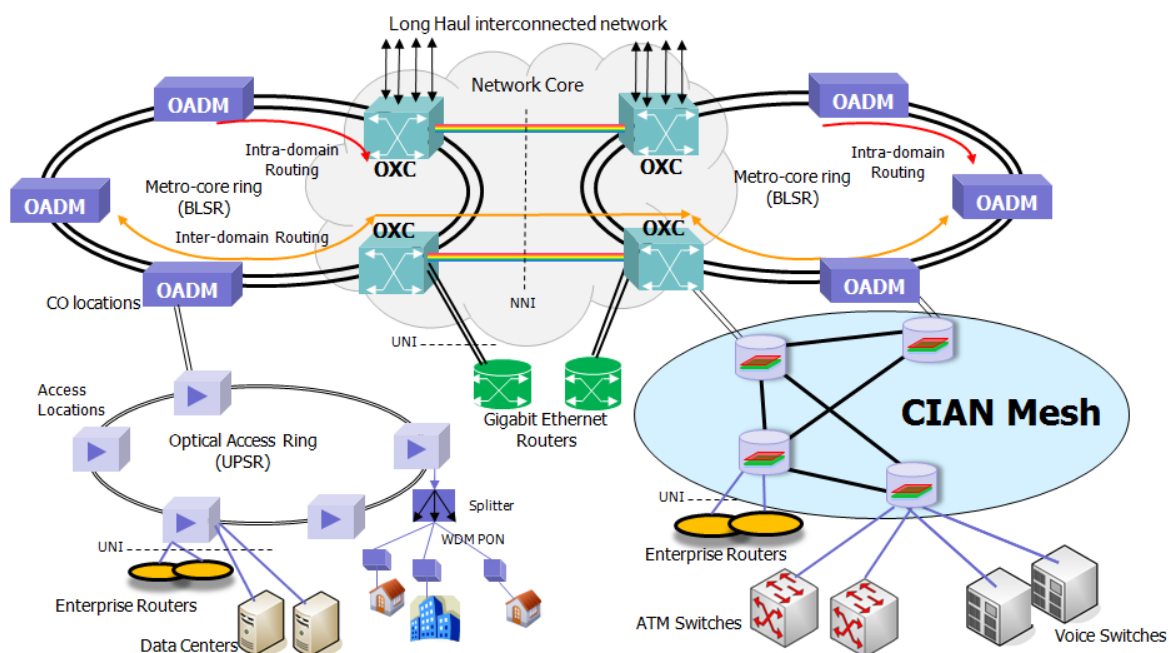 Long Haul interconnected network
Network Core
OADM
OADM
Intra-domain
Routing
OXC
OXC
Intra-domain
Routing
Metro-core ring
(BLSR)
Metro-core ring
(BLSR)
OADM
OADM
Inter-domain Routing
OXC
OXC
OADM
OADM
CO locations
NNI
UNI
Access
Locations
Optical Access Ring
(UPSR)
Gigabit Ethernet
Routers
CIAN Mesh
Splitter
UNI
WDM PON
UNI
Enterprise Routers
Enterprise Routers
Data Centers
ATM Switches
Voice Switches